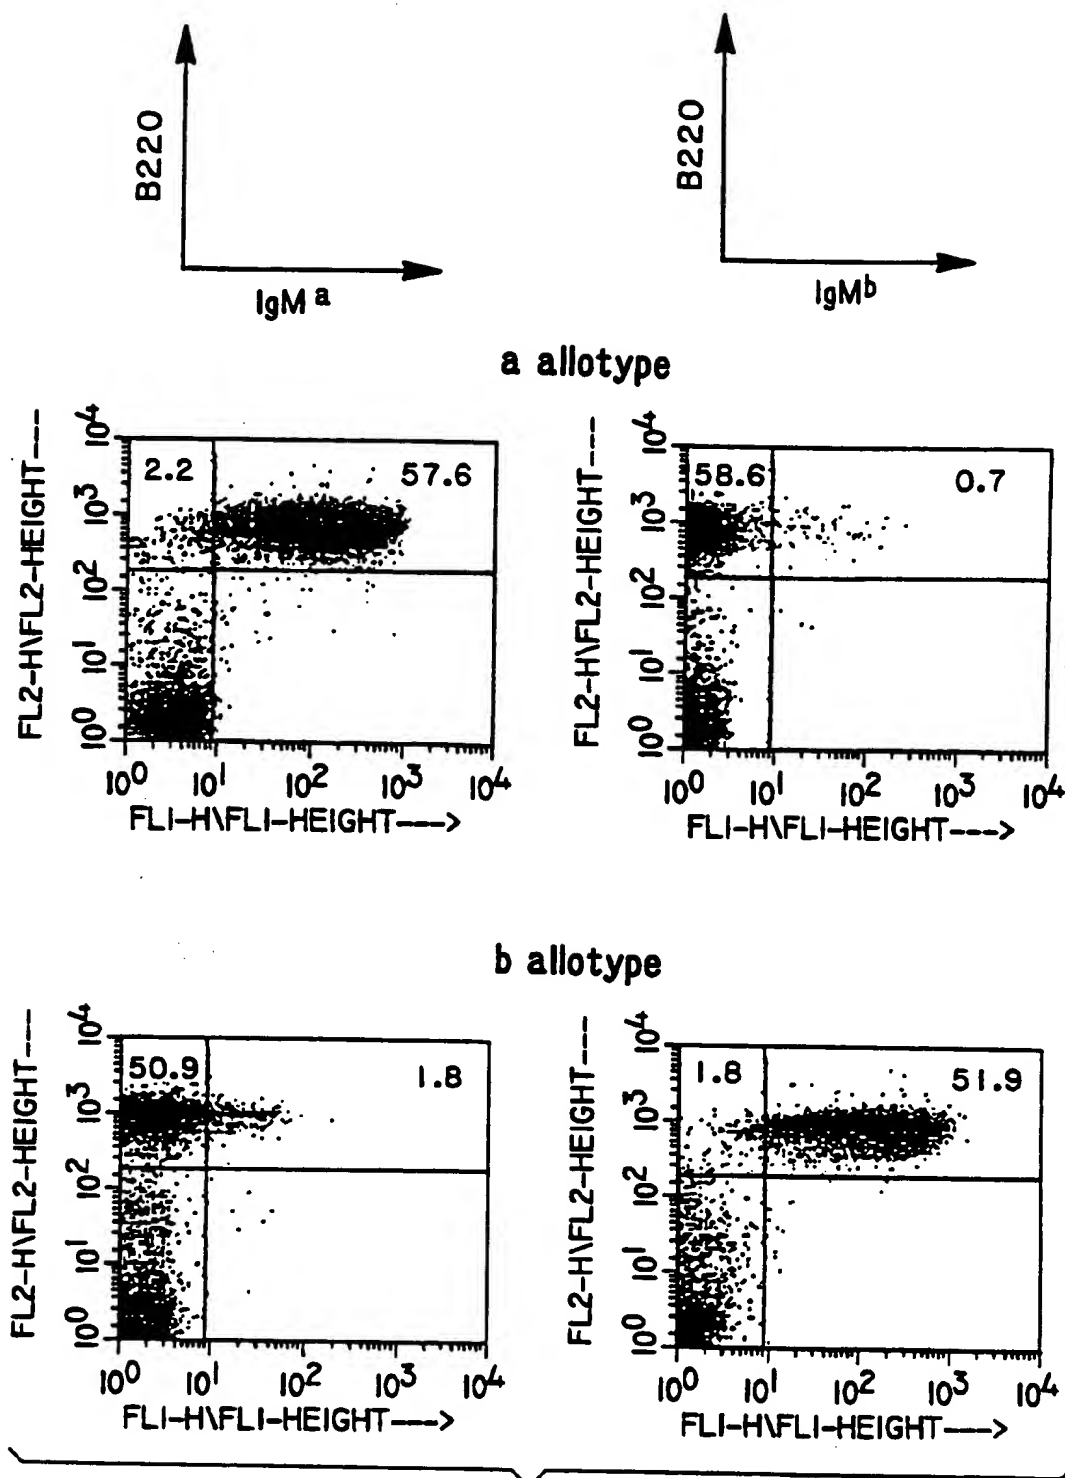 B220
IgM a
B220
IgM b
a allotype
FL2-H\FL2-HEIGHT---
10⁴
10³
10²
10¹
10⁰
2.2
57.6
10⁰ 10¹ 10² 10³ 10⁴
FL1-H\FL1-HEIGHT--->
FL2-H\FL2-HEIGHT---
10⁴
10³
10²
10¹
10⁰
58.6
0.7
10⁰ 10¹ 10² 10³ 10⁴
FL1-H\FL1-HEIGHT--->
b allotype
FL2-H\FL2-HEIGHT---
10⁴
10³
10²
10¹
10⁰
50.9
1.8
10⁰ 10¹ 10² 10³ 10⁴
FL1-H\FL1-HEIGHT--->
FL2-H\FL2-HEIGHT---
10⁴
10³
10²
10¹
10⁰
1.8
51.9
10⁰ 10¹ 10² 10³ 10⁴
FL1-H\FL1-HEIGHT--->